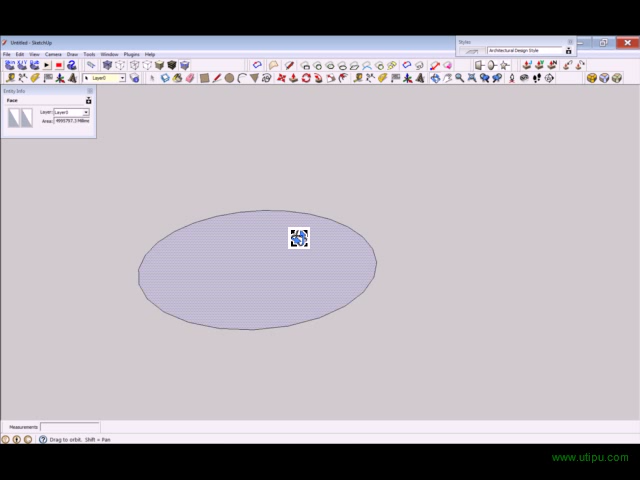 Untitled - SketchUp
Styles
File Edit View Camera Draw Tools Window Plugins Help
Architectural Design Style
Layer0
Entity Info
Face
Layer: Layer0
Area:
Measurements
Drag to orbit. Shift = Pan
www.utipu.com